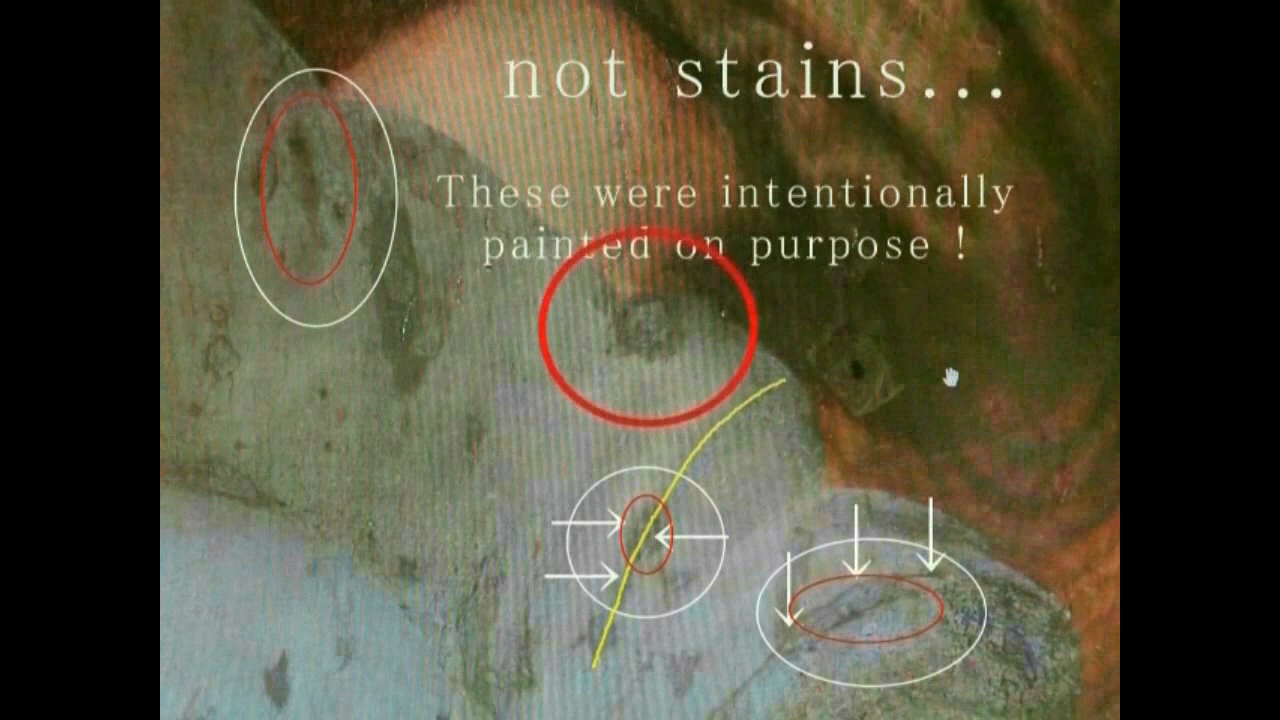 not stains...
These were intentionally
painted on purpose !